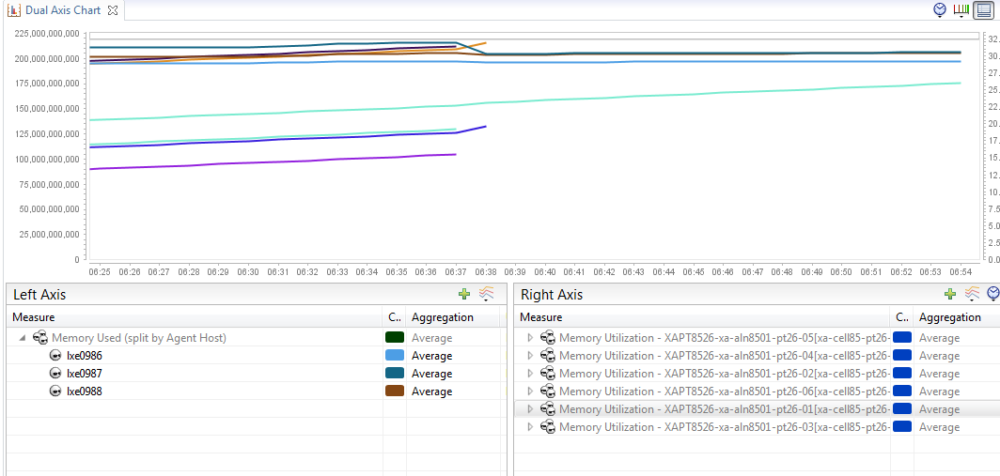 Dual Axis Chart
225,000,000,000
200,000,000,000
175,000,000,000
150,000,000,000
125,000,000,000
100,000,000,000
75,000,000,000
50,000,000,000
25,000,000,000
0
32.
30.
27.
25.
22.
20.
17.
15.
12.
10.
7.5
5.0
2.5
0.0
06:25 06:26 06:27 06:28 06:29 06:30 06:31 06:32 06:33 06:34 06:35 06:36 06:37 06:38 06:39 06:40 06:41 06:42 06:43 06:44 06:45 06:46 06:47 06:48 06:49 06:50 06:51 06:52 06:53 06:54
Left Axis
Measure C.. Aggregation
Memory Used (split by Agent Host) Average
lxe0986 Average
lxe0987 Average
lxe0988 Average
Right Axis
Measure C.. Aggregation
Memory Utilization - XAPT8526-xa-aln8501-pt26-05[xa-cell85-pt26- Average
Memory Utilization - XAPT8526-xa-aln8501-pt26-04[xa-cell85-pt26- Average
Memory Utilization - XAPT8526-xa-aln8501-pt26-02[xa-cell85-pt26- Average
Memory Utilization - XAPT8526-xa-aln8501-pt26-06[xa-cell85-pt26- Average
Memory Utilization - XAPT8526-xa-aln8501-pt26-01[xa-cell85-pt26- Average
Memory Utilization - XAPT8526-xa-aln8501-pt26-03[xa-cell85-pt26- Average